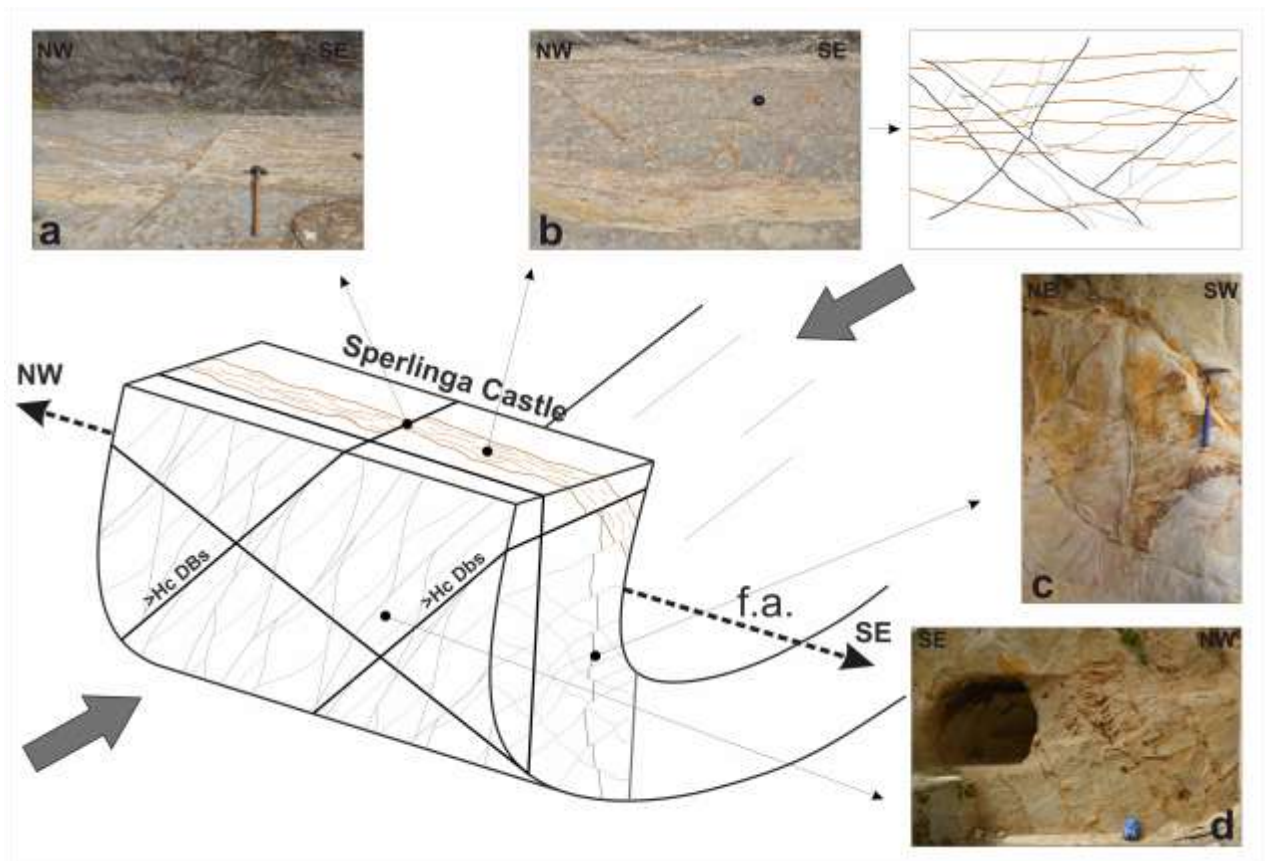 NW SE
a
NW SE
b
NE SW
c
Sperlinga Castle
NW
>Hc DBs
>Hc Dbs
f.a.
SE
SE NW
d